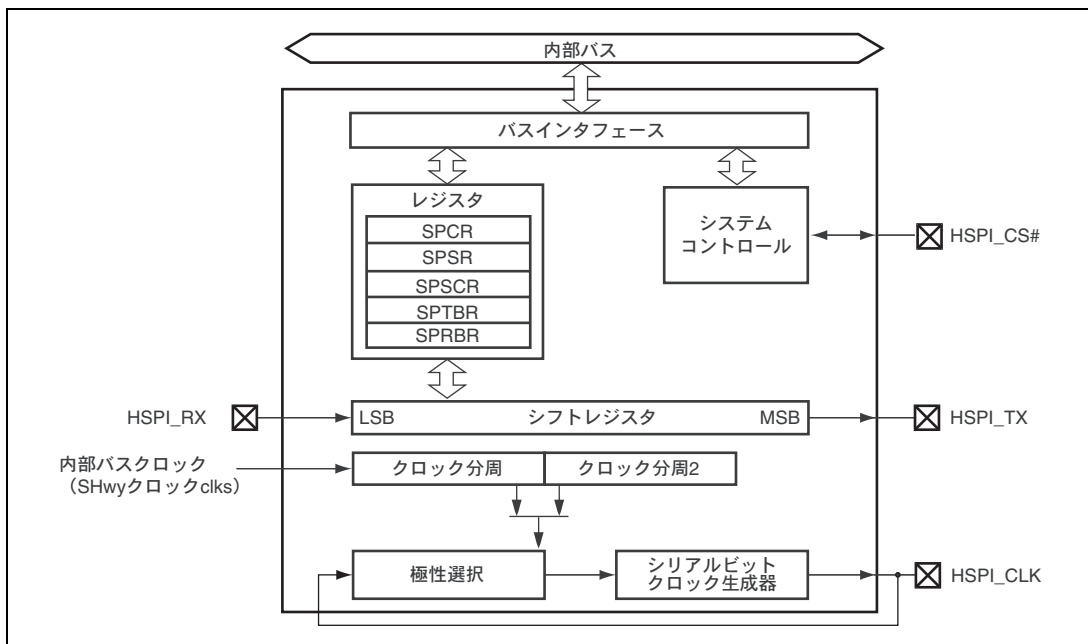 内部バス
バスインタフェース
レジスタ
SPCR
SPSR
SPSCR
SPTBR
SPRBR
システム
コントロール
HSPI_CS#
HSPI_RX
LSB
シフトレジスタ
MSB
HSPI_TX
内部バスクロック
（SHwyクロックclks）
クロック分周
クロック分周2
極性選択
シリアルビット
クロック生成器
HSPI_CLK